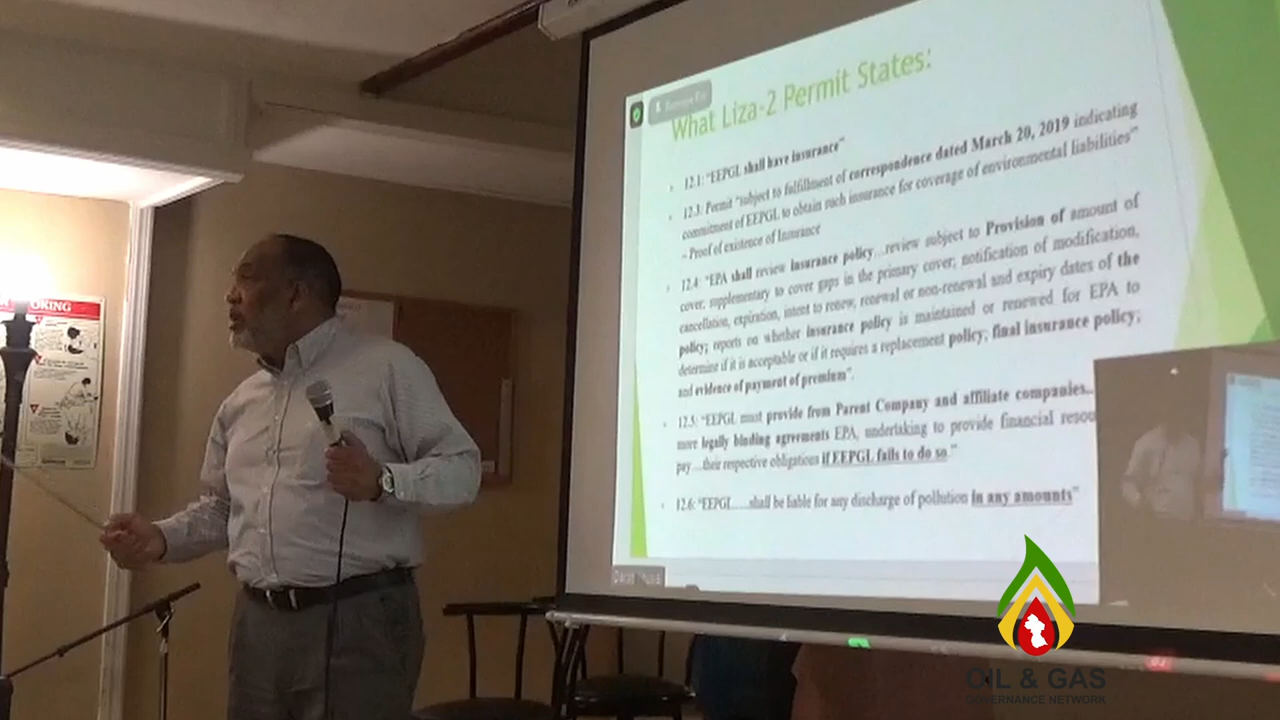 OKING
What Liza-2 Permit States:
12.1: "EEPGL shall have insurance"
12.3: Permit "subject to fulfillment of correspondence dated March 20, 2019 indicating
commitment of EEPGL to obtain such insurance for coverage of environmental liabilities"
– Proof of existence of Insurance
12.4: "EPA shall review insurance policy…review subject to Provision of amount of
cover; supplementary to cover gaps in the primary cover; notification of modification,
cancellation, expiration, intent to renew, renewal or non-renewal and expiry dates of the
policy; reports on whether insurance policy is maintained or renewed for EPA to
determine if it is acceptable or if it requires a replacement policy; final insurance policy;
and evidence of payment of premium".
12.5: "EEPGL must provide from Parent Company and affiliate companies..
more legally binding agreements EPA, undertaking to provide financial resou
pay…their respective obligations if EEPGL fails to do so."
12.6: "EEPGL….shall be liable for any discharge of pollution in any amounts"
OIL & GAS
GOVERNANCE NETWORK